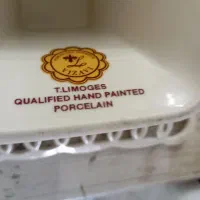 T.LIMOGES
QUALIFIED HAND PAINTED
PORCELAIN